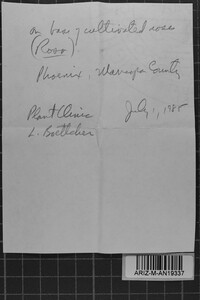 on base of cultivated rose
(Rosa).
Phoenix, Maricopa County
Plant Clinic July 1, 1985
L. Boettcher
ARIZ-M-AN19337